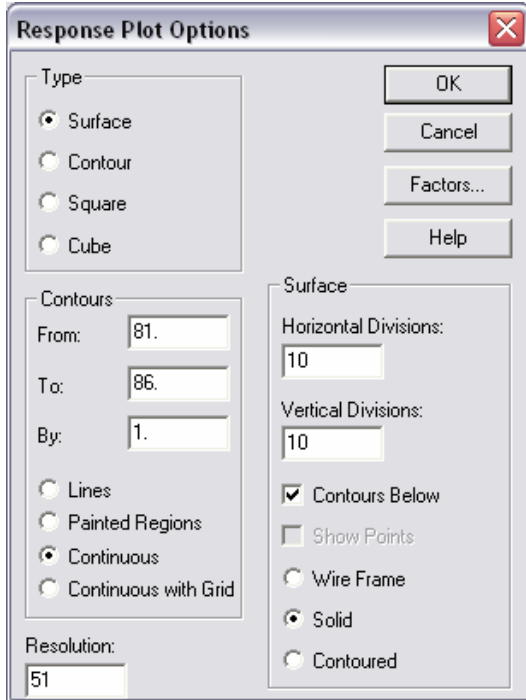 Response Plot Options
Type
Surface
Contour
Square
Cube
OK
Cancel
Factors...
Help
Contours
From: 81.
To: 86.
By: 1.
Lines
Painted Regions
Continuous
Continuous with Grid
Resolution:
51
Surface
Horizontal Divisions:
10
Vertical Divisions:
10
Contours Below
Show Points
Wire Frame
Solid
Contoured